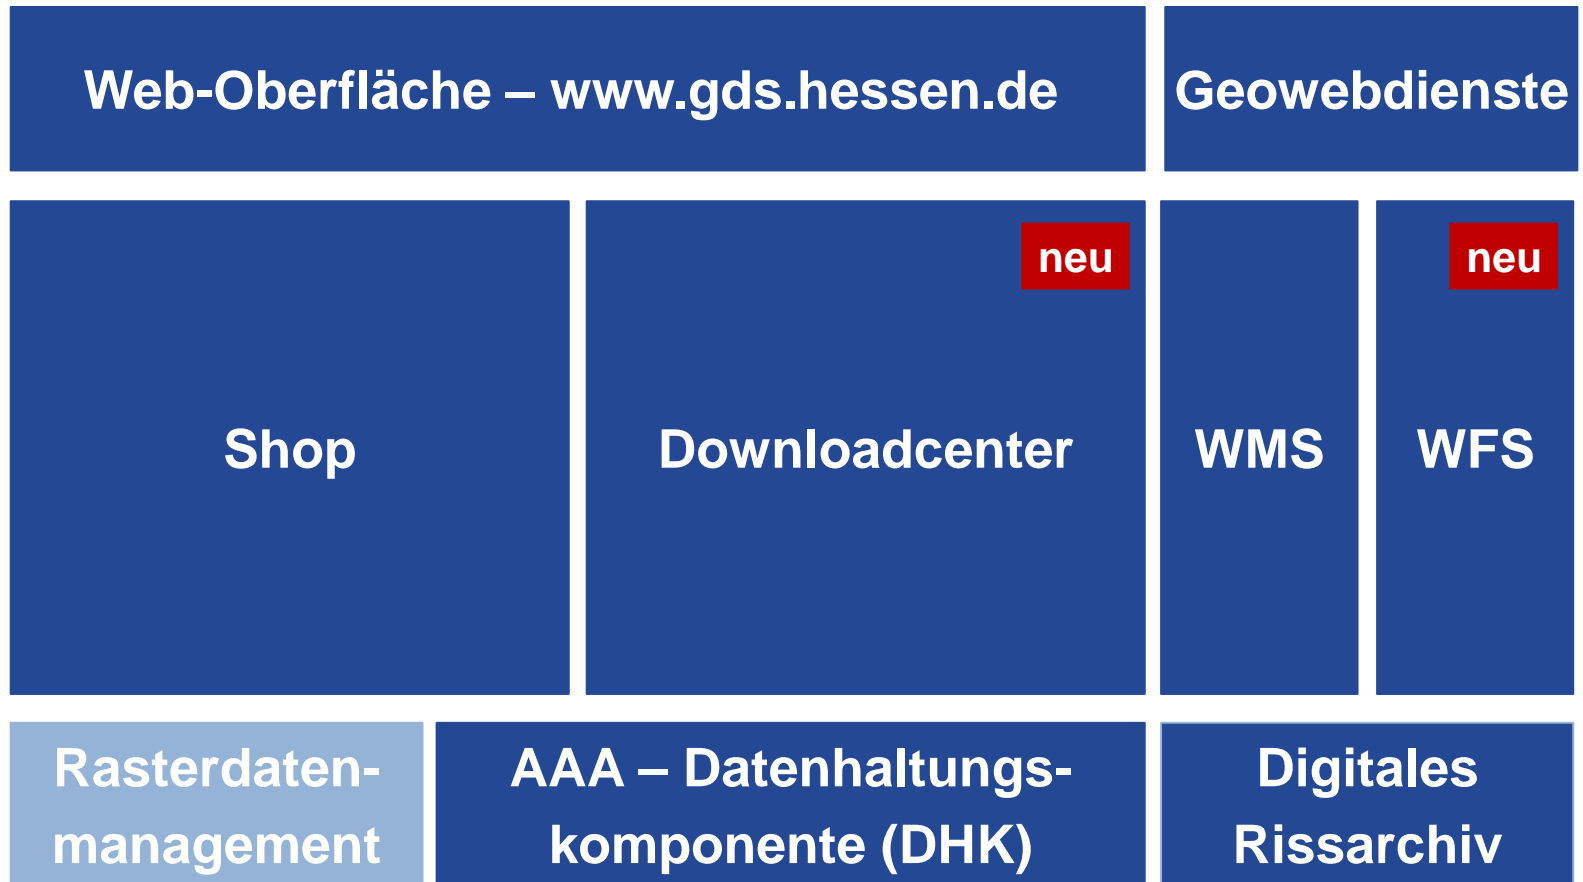 Web-Oberfläche – www.gds.hessen.de
Geowebdienste
neu
neu
Shop
Downloadcenter
WMS
WFS
Rasterdaten-
management
AAA – Datenhaltungs-
komponente (DHK)
Digitales
Rissarchiv